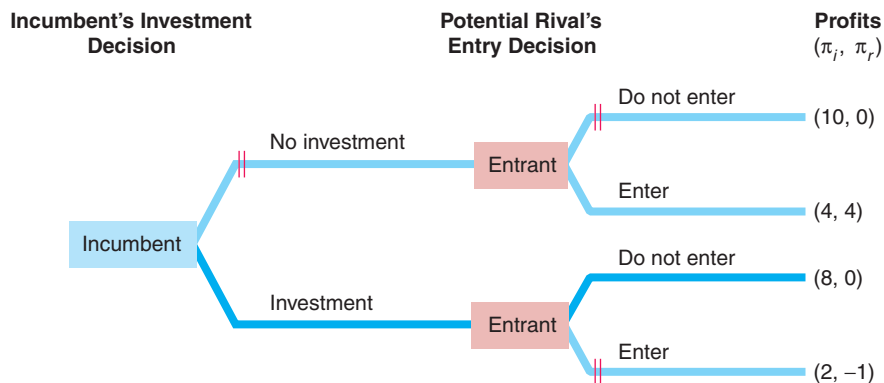 Incumbent's Investment
Decision
Potential Rival's
Entry Decision
Profits
(πi, πr)
Do not enter
(10, 0)
No investment
Entrant
Enter
(4, 4)
Incumbent
Do not enter
(8, 0)
Investment
Entrant
Enter
(2, –1)